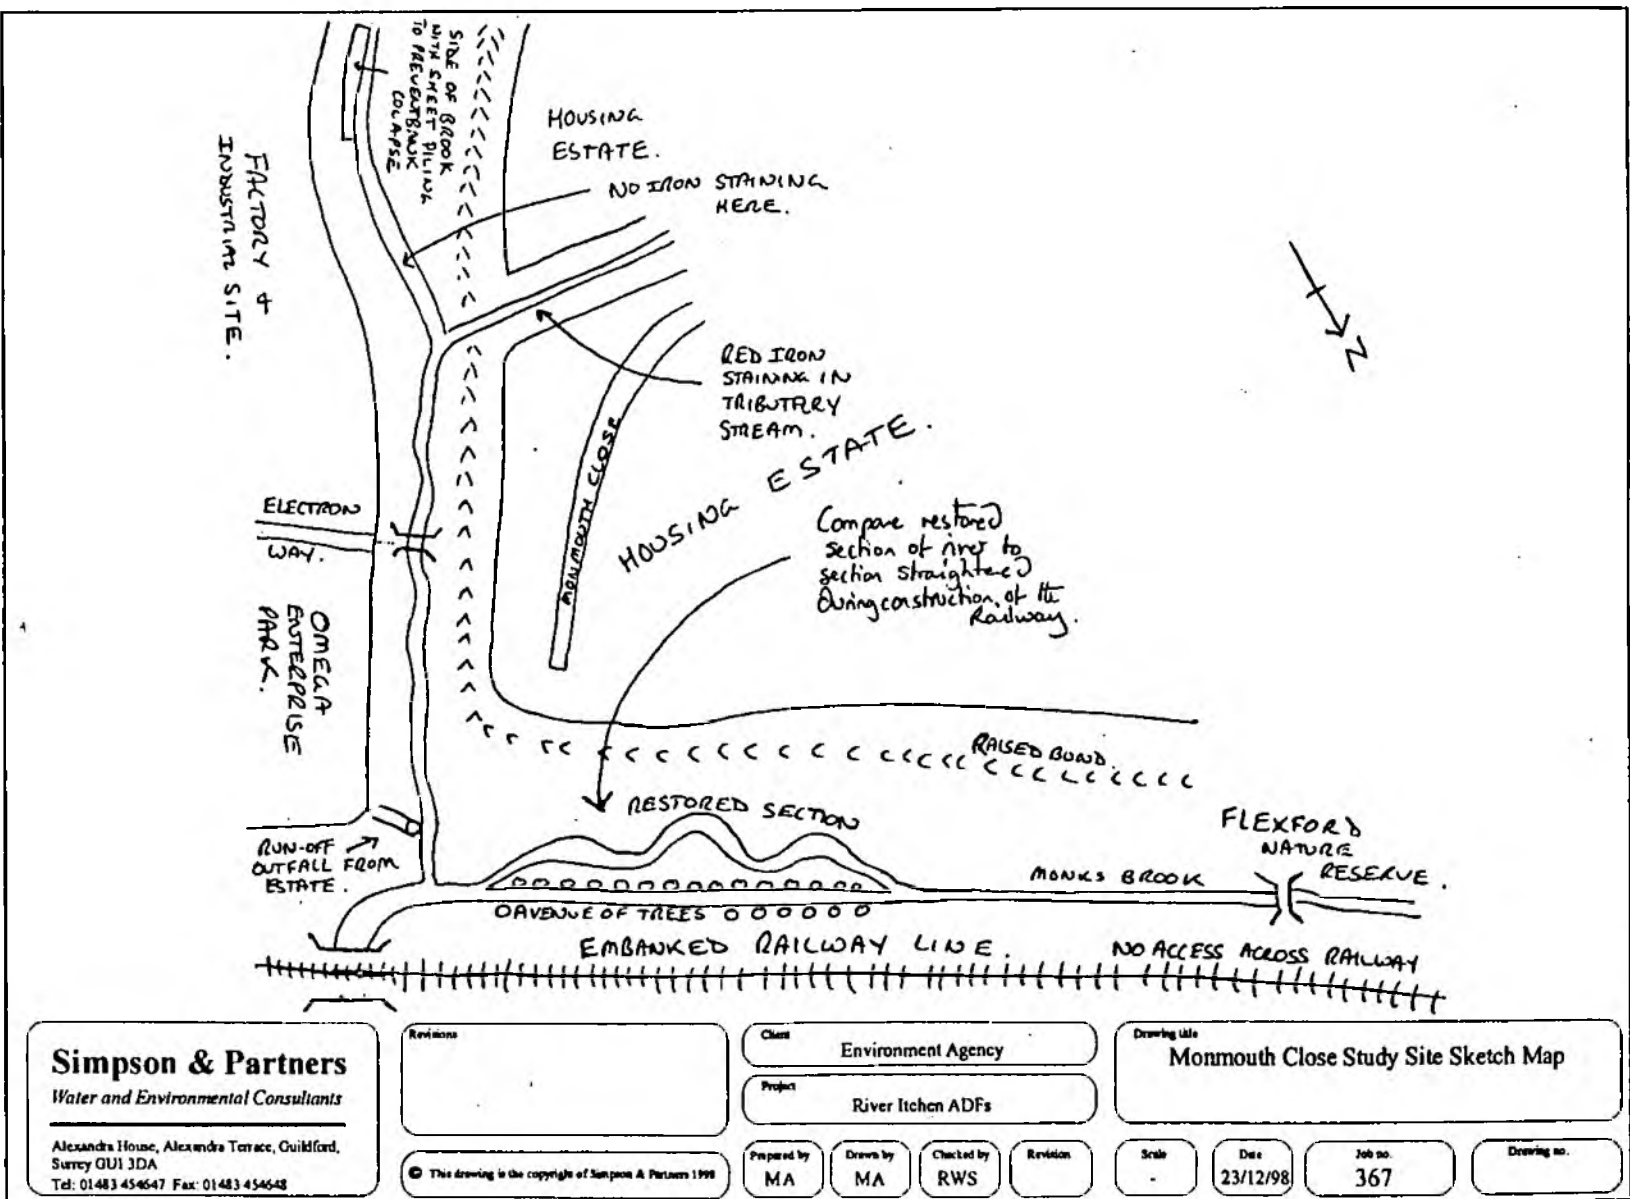 SIDE OF BROOK
WITH SHEET PILING
TO PREVENT BANK
COLAPSE
HOUSING
ESTATE.
NO IRON STAINING
HERE.
FACTORY &
INDUSTRIAL SITE.
N
RED IRON
STAINING IN
TRIBUTARY
STREAM.
MONMOUTH CLOSE
HOUSING ESTATE.
ELECTRON
WAY.
Compare restored
section of river to
section straightened
During construction of the
Railway.
OMEGA
ENTERPRISE
PARK.
RAISED BUND.
RESTORED SECTION
FLEXFORD
NATURE
RESERVE.
RUN-OFF
OUTFALL FROM
ESTATE.
MONKS BROOK
AVENUE OF TREES
EMBANKED RAILWAY LINE.
NO ACCESS ACROSS RAILWAY
Simpson & Partners
Water and Environmental Consultants
Alexandra House, Alexandra Terrace, Guildford,
Surrey GU1 3DA
Tel: 01483 454647 Fax: 01483 454648
Revisions
© This drawing is the copyright of Simpson & Partners 1998
Client
Environment Agency
Project
River Itchen ADFs
Prepared by
MA
Drawn by
MA
Checked by
RWS
Revision
Drawing title
Monmouth Close Study Site Sketch Map
Scale
-
Date
23/12/98
Job no.
367
Drawing no.